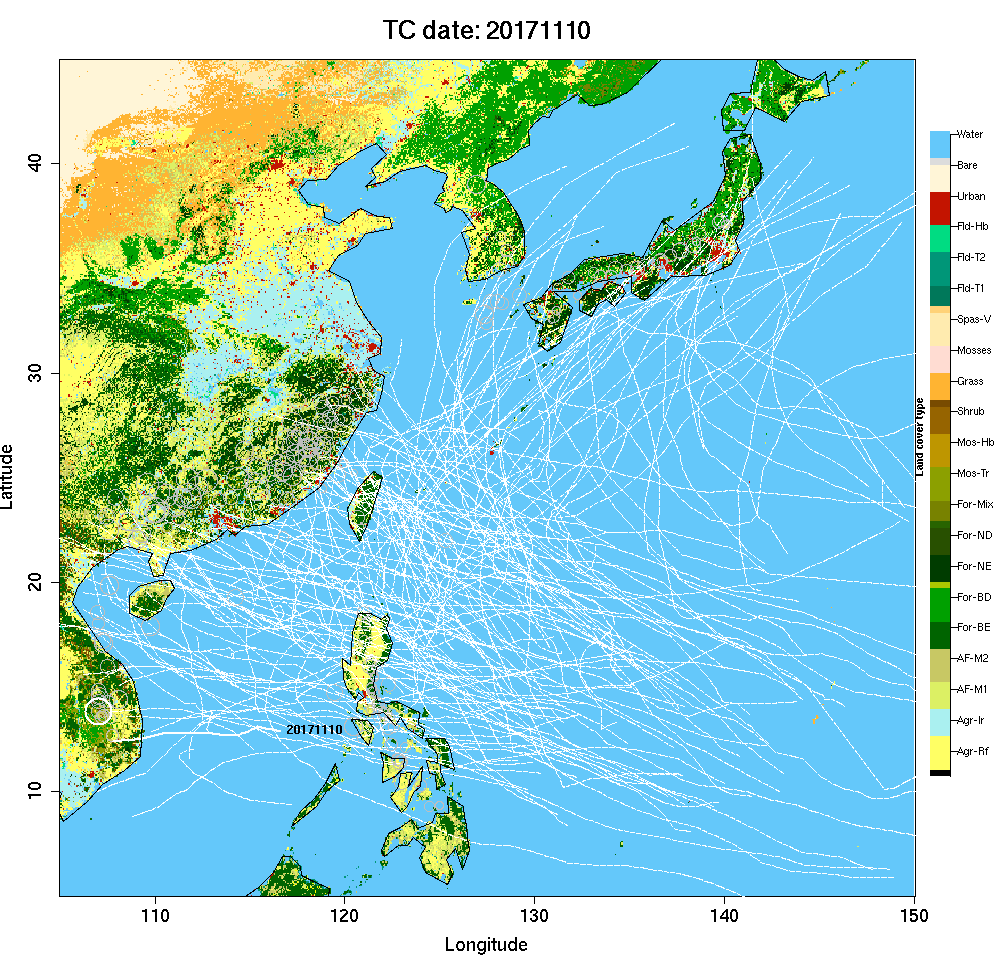 TC date: 20171110
Latitude
40
30
20
10
20171110
110
120
130
140
150
Longitude
Water
Bare
Urban
Fld-Hb
Fld-T2
Fld-T1
Spas-V
Mosses
Grass
Shrub
Mos-Hb
Mos-Tr
For-Mix
For-ND
For-NE
For-BD
For-BE
AF-M2
AF-M1
Agr-Ir
Agr-Rf
Land cover type